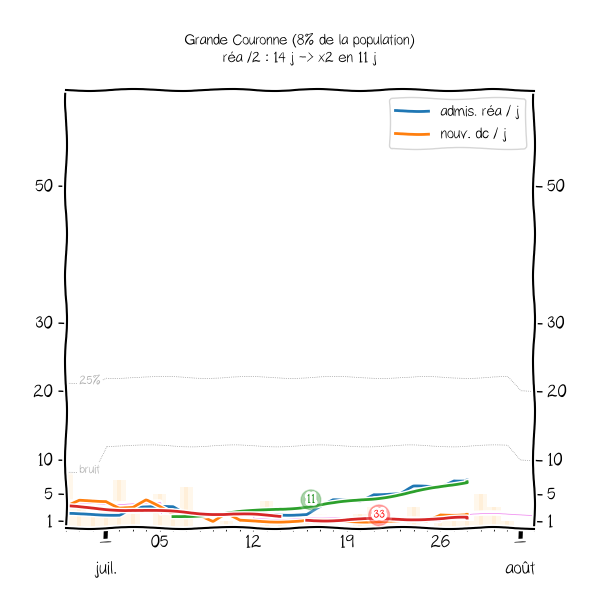 Grande Couronne (8% de la population)
réa /2 : 14 j -> x2 en 11 j
admis. réa / j
nouv. dc / j
50 50
30 30
25%
20 20
10 10
bruit
5 5
11
33
1 1
05 12 19 26
juil. août